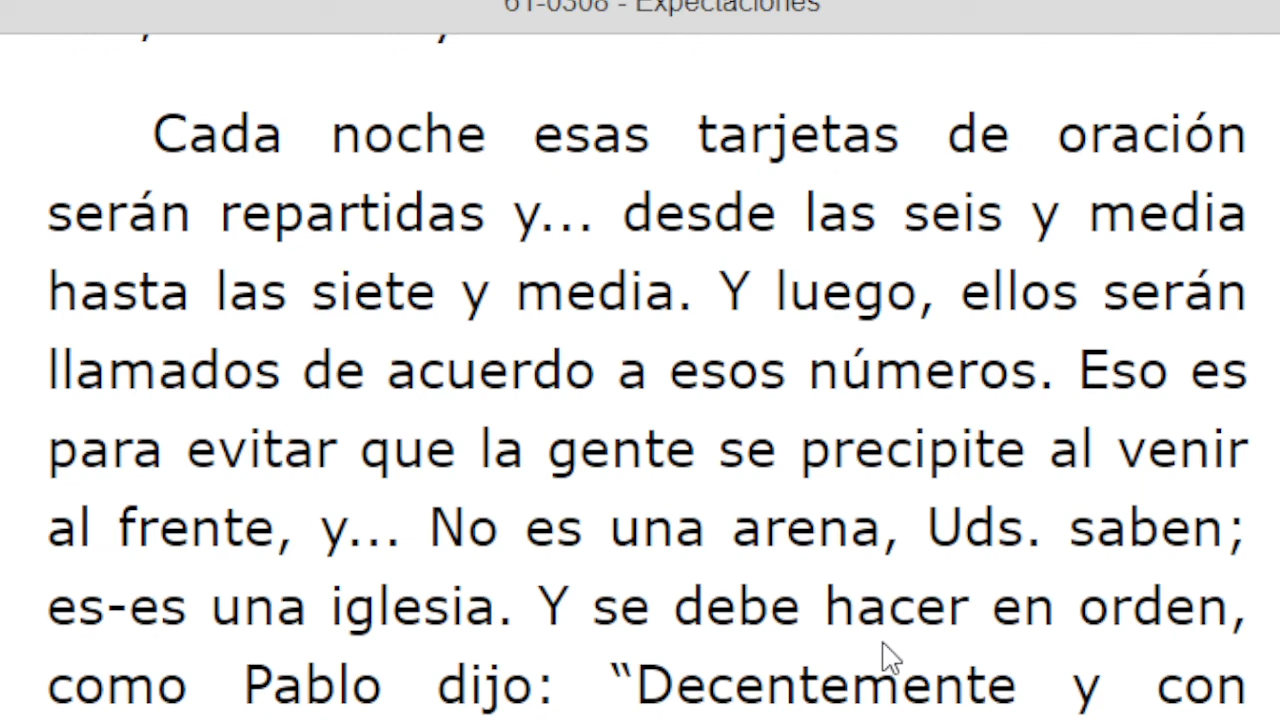 61-0308 - Expectaciones
Cada noche esas tarjetas de oración
serán repartidas y... desde las seis y media
hasta las siete y media. Y luego, ellos serán
llamados de acuerdo a esos números. Eso es
para evitar que la gente se precipite al venir
al frente, y... No es una arena, Uds. saben;
es-es una iglesia. Y se debe hacer en orden,
como Pablo dijo: “Decentemente y con